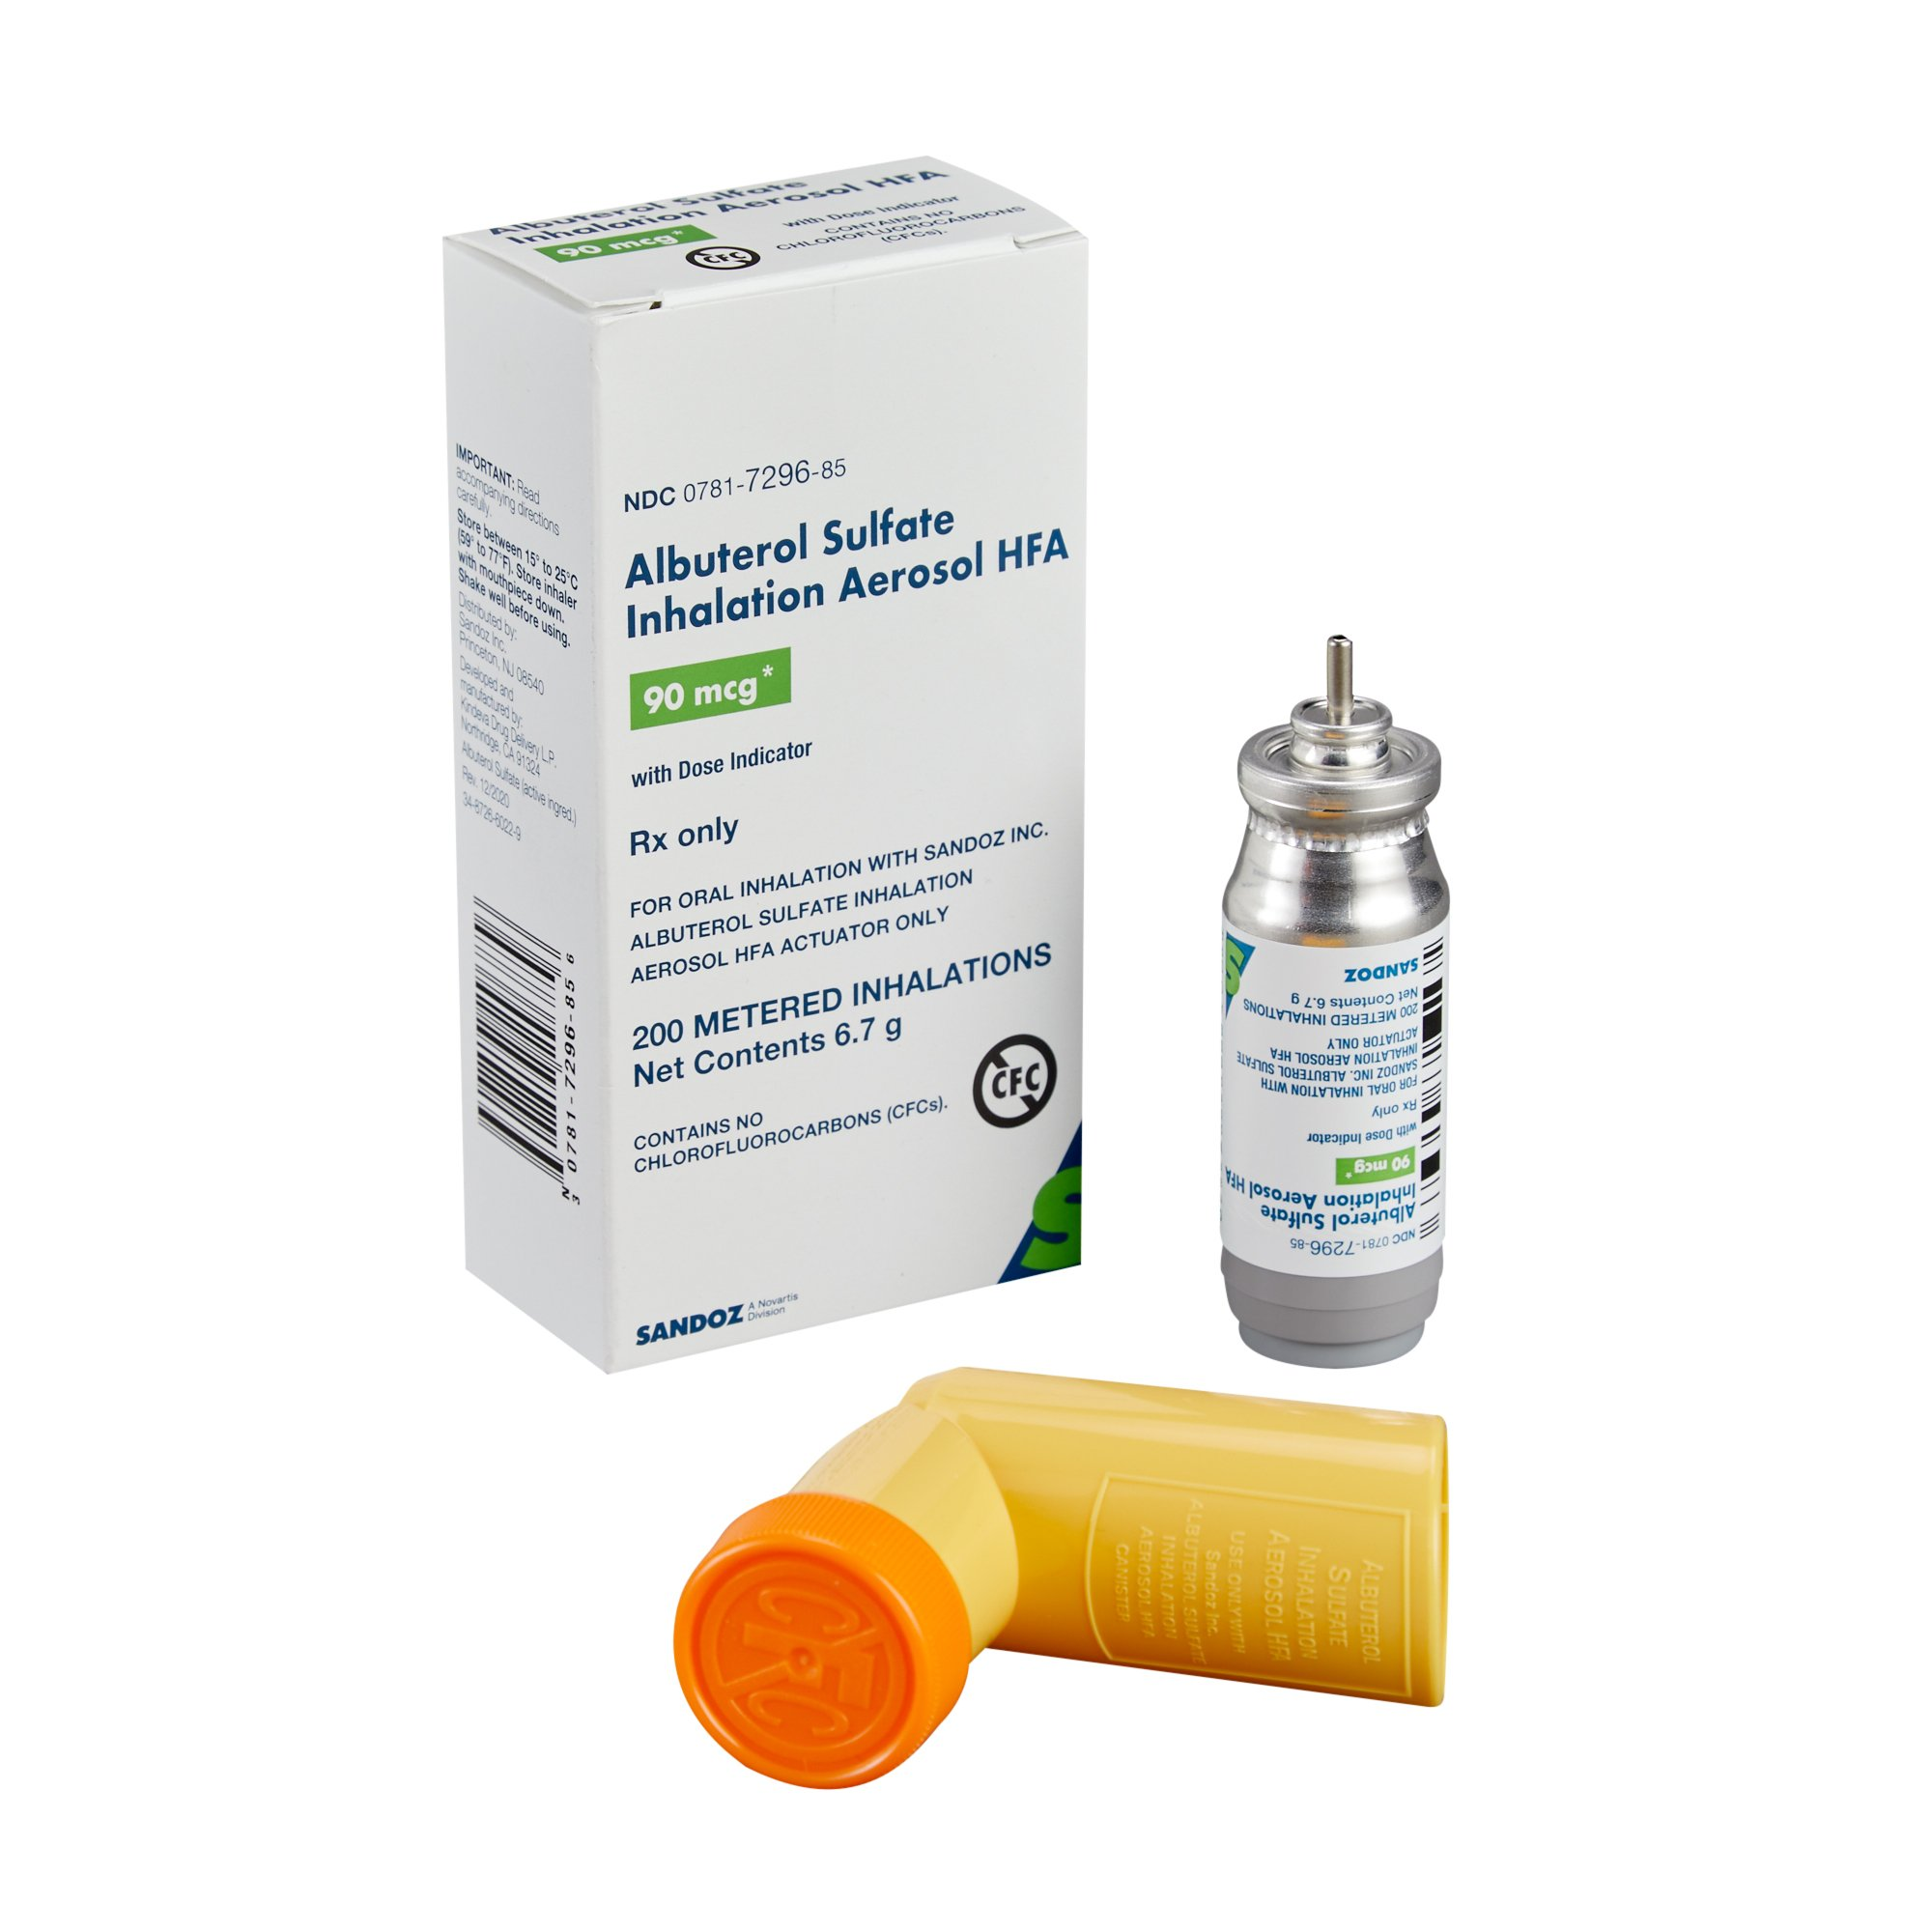 Albuterol Sulfate
Inhalation Aerosol HFA
90 mcg*
with Dose Indicator
CONTAINS NO
CHLOROFLUOROCARBONS
(CFCs).
CFC
IMPORTANT: Read
accompanying directions
carefully.
Store between 15° to 25°C
(59° to 77°F). Store inhaler
with mouthpiece down.
Shake well before using.
Distributed by:
Sandoz Inc.
Princeton, NJ 08540
Developed and
manufactured by:
Kindeva Drug Delivery L.P.
Northridge, CA 91324
Albuterol Sulfate (active ingred.)
Rev. 12/2020
34-8726-6022-9
N
3 0781-7296-85 6
NDC 0781-7296-85
Albuterol Sulfate
Inhalation Aerosol HFA
90 mcg*
with Dose Indicator
Rx only
FOR ORAL INHALATION WITH SANDOZ INC.
ALBUTEROL SULFATE INHALATION
AEROSOL HFA ACTUATOR ONLY
200 METERED INHALATIONS
Net Contents 6.7 g
CONTAINS NO
CHLOROFLUOROCARBONS (CFCs).
CFC
S
SANDOZ A Novartis
Division
NDC 0781-7296-85
Albuterol Sulfate
Inhalation Aerosol HFA
90 mcg*
with Dose Indicator
Rx only
FOR ORAL INHALATION WITH
SANDOZ INC. ALBUTEROL SULFATE
INHALATION AEROSOL HFA
ACTUATOR ONLY
200 METERED INHALATIONS
Net Contents 6.7 g
SANDOZ
S
ALBUTEROL
SULFATE
INHALATION
AEROSOL HFA
USE ONLY WITH
Sandoz Inc.
ALBUTEROL SULFATE
INHALATION
AEROSOL HFA
CANISTER
CFC